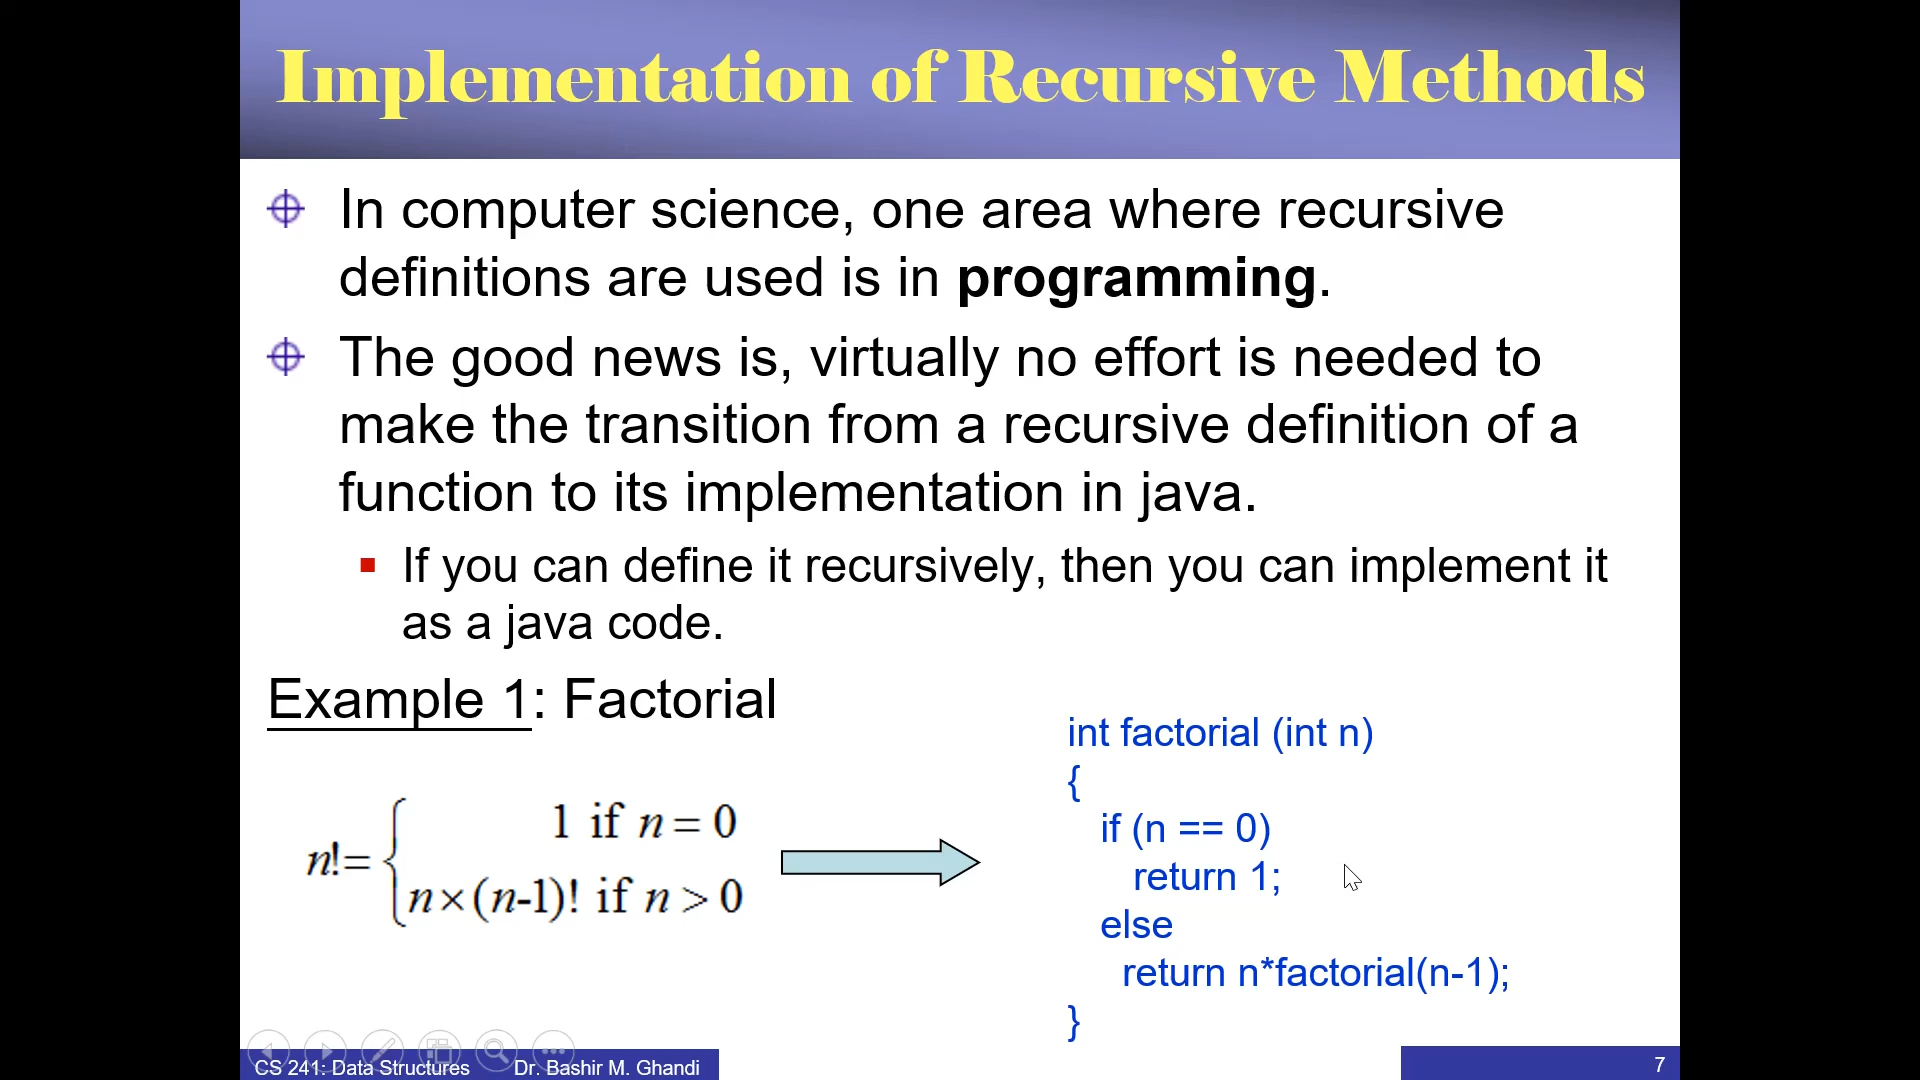 Implementation of Recursive Methods
In computer science, one area where recursive
definitions are used is in programming.
The good news is, virtually no effort is needed to
make the transition from a recursive definition of a
function to its implementation in java.
If you can define it recursively, then you can implement it
as a java code.
Example 1: Factorial
n!= { 1 if n = 0
n×(n-1)! if n > 0
int factorial (int n)
{
if (n == 0)
return 1;
else
return n*factorial(n-1);
}
CS 241: Data Structures Dr. Bashir M. Ghandi
7